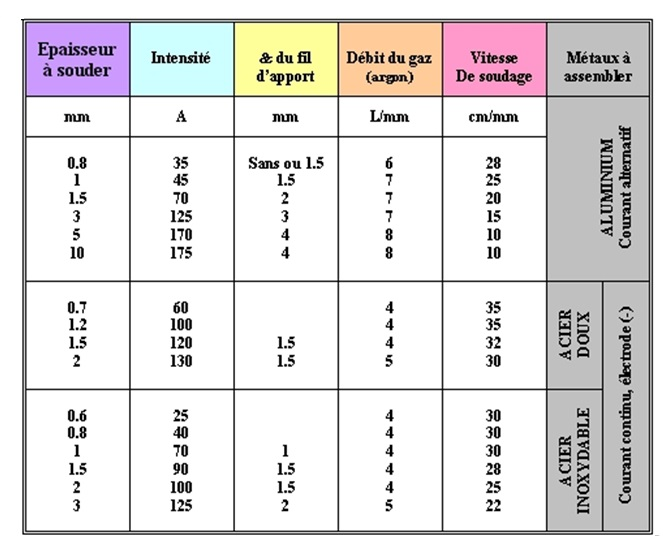 Epaisseur à souder Intensité & du fil d'apport Débit du gaz (argon) Vitesse De soudage Métaux à assembler
mm A mm L/mm cm/mm
0.8 35 Sans ou 1.5 6 28
1 45 1.5 7 25
1.5 70 2 7 20
3 125 3 7 15
5 170 4 8 10
10 175 4 8 10
ALUMINIUM
Courant alternatif
0.7 60 4 35
1.2 100 4 35
1.5 120 1.5 4 32
2 130 1.5 5 30
ACIER
DOUX
0.6 25 4 30
0.8 40 4 30
1 70 1 4 30
1.5 90 1.5 4 28
2 100 1.5 4 25
3 125 2 5 22
ACIER
INOXYDABLE
Courant continu, électrode (-)